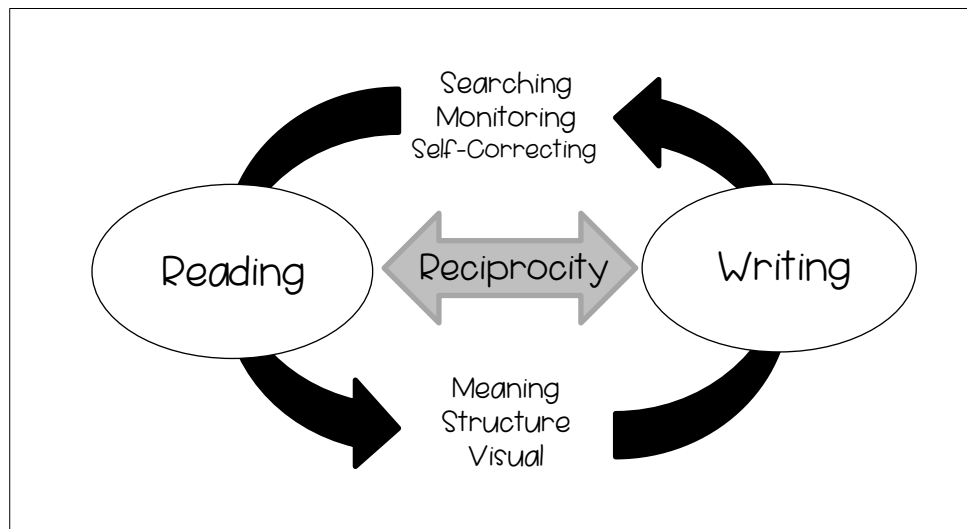 Searching
Monitoring
Self-Correcting
Reading
Reciprocity
Writing
Meaning
Structure
Visual